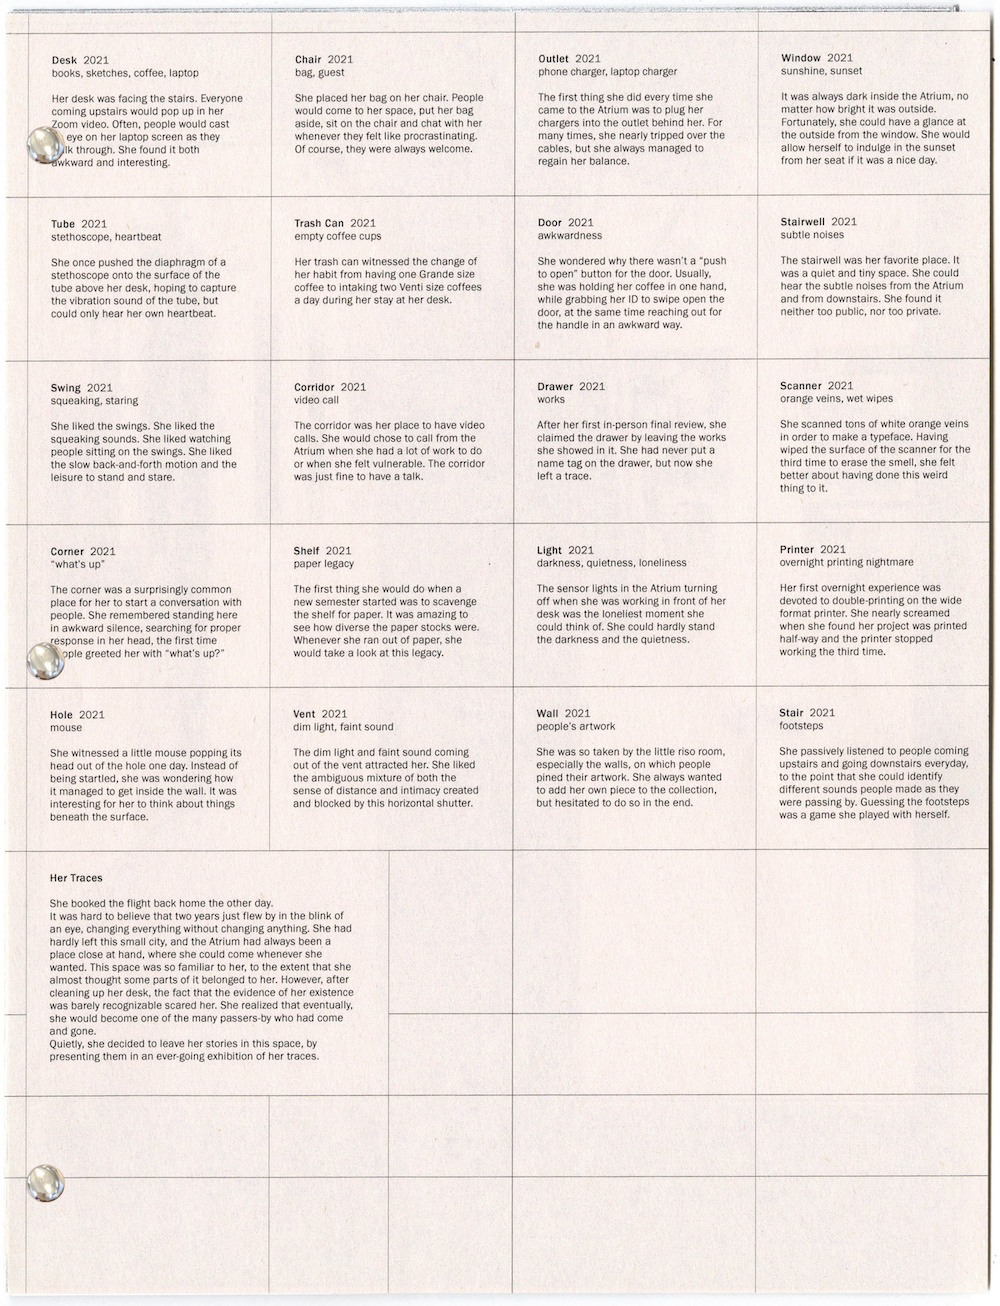 Desk 2021
books, sketches, coffee, laptop
Her desk was facing the stairs. Everyone
coming upstairs would pop up in her
Zoom video. Often, people would cast
eye on her laptop screen as they
through. She found it both
awkward and interesting.
Chair 2021
bag, guest
She placed her bag on her chair. People
would come to her space, put her bag
aside, sit on the chair and chat with her
whenever they felt like procrastinating.
Of course, they were always welcome.
Outlet 2021
phone charger, laptop charger
The first thing she did every time she
came to the Atrium was to plug her
chargers into the outlet behind her. For
many times, she nearly tripped over the
cables, but she always managed to
regain her balance.
Window 2021
sunshine, sunset
It was always dark inside the Atrium, no
matter how bright it was outside.
Fortunately, she could have a glance at
the outside from the window. She would
allow herself to indulge in the sunset
from her seat if it was a nice day.
Tube 2021
stethoscope, heartbeat
She once pushed the diaphragm of a
stethoscope onto the surface of the
tube above her desk, hoping to capture
the vibration sound of the tube, but
could only hear her own heartbeat.
Trash Can 2021
empty coffee cups
Her trash can witnessed the change of
her habit from having one Grande size
coffee to intaking two Venti size coffees
a day during her stay at her desk.
Door 2021
awkwardness
She wondered why there wasn't a “push
to open” button for the door. Usually,
she was holding her coffee in one hand,
while grabbing her ID to swipe open the
door, at the same time reaching out for
the handle in an awkward way.
Stairwell 2021
subtle noises
The stairwell was her favorite place. It
was a quiet and tiny space. She could
hear the subtle noises from the Atrium
and from downstairs. She found it
neither too public, nor too private.
Swing 2021
squeaking, staring
She liked the swings. She liked the
squeaking sounds. She liked watching
people sitting on the swings. She liked
the slow back-and-forth motion and the
leisure to stand and stare.
Corridor 2021
video call
The corridor was her place to have video
calls. She would chose to call from the
Atrium when she had a lot of work to do
or when she felt vulnerable. The corridor
was just fine to have a talk.
Drawer 2021
works
After her first in-person final review, she
claimed the drawer by leaving the works
she showed in it. She had never put a
name tag on the drawer, but now she
left a trace.
Scanner 2021
orange veins, wet wipes
She scanned tons of white orange veins
in order to make a typeface. Having
wiped the surface of the scanner for the
third time to erase the smell, she felt
better about having done this weird
thing to it.
Corner 2021
“what's up”
The corner was a surprisingly common
place for her to start a conversation with
people. She remembered standing here
in awkward silence, searching for proper
response in her head, the first time
people greeted her with “what's up?”
Shelf 2021
paper legacy
The first thing she would do when a
new semester started was to scavenge
the shelf for paper. It was amazing to
see how diverse the paper stocks were.
Whenever she ran out of paper, she
would take a look at this legacy.
Light 2021
darkness, quietness, loneliness
The sensor lights in the Atrium turning
off when she was working in front of her
desk was the loneliest moment she
could think of. She could hardly stand
the darkness and the quietness.
Printer 2021
overnight printing nightmare
Her first overnight experience was
devoted to double-printing on the wide
format printer. She nearly screamed
when she found her project was printed
half-way and the printer stopped
working the third time.
Hole 2021
mouse
She witnessed a little mouse popping its
head out of the hole one day. Instead of
being startled, she was wondering how
it managed to get inside the wall. It was
interesting for her to think about things
beneath the surface.
Vent 2021
dim light, faint sound
The dim light and faint sound coming
out of the vent attracted her. She liked
the ambiguous mixture of both the
sense of distance and intimacy created
and blocked by this horizontal shutter.
Wall 2021
people's artwork
She was so taken by the little riso room,
especially the walls, on which people
pined their artwork. She always wanted
to add her own piece to the collection,
but hesitated to do so in the end.
Stair 2021
footsteps
She passively listened to people coming
upstairs and going downstairs everyday,
to the point that she could identify
different sounds people made as they
were passing by. Guessing the footsteps
was a game she played with herself.
Her Traces
She booked the flight back home the other day.
It was hard to believe that two years just flew by in the blink of
an eye, changing everything without changing anything. She had
hardly left this small city, and the Atrium had always been a
place close at hand, where she could come whenever she
wanted. This space was so familiar to her, to the extent that she
almost thought some parts of it belonged to her. However, after
cleaning up her desk, the fact that the evidence of her existence
was barely recognizable scared her. She realized that eventually,
she would become one of the many passers-by who had come
and gone.
Quietly, she decided to leave her stories in this space, by
presenting them in an ever-going exhibition of her traces.